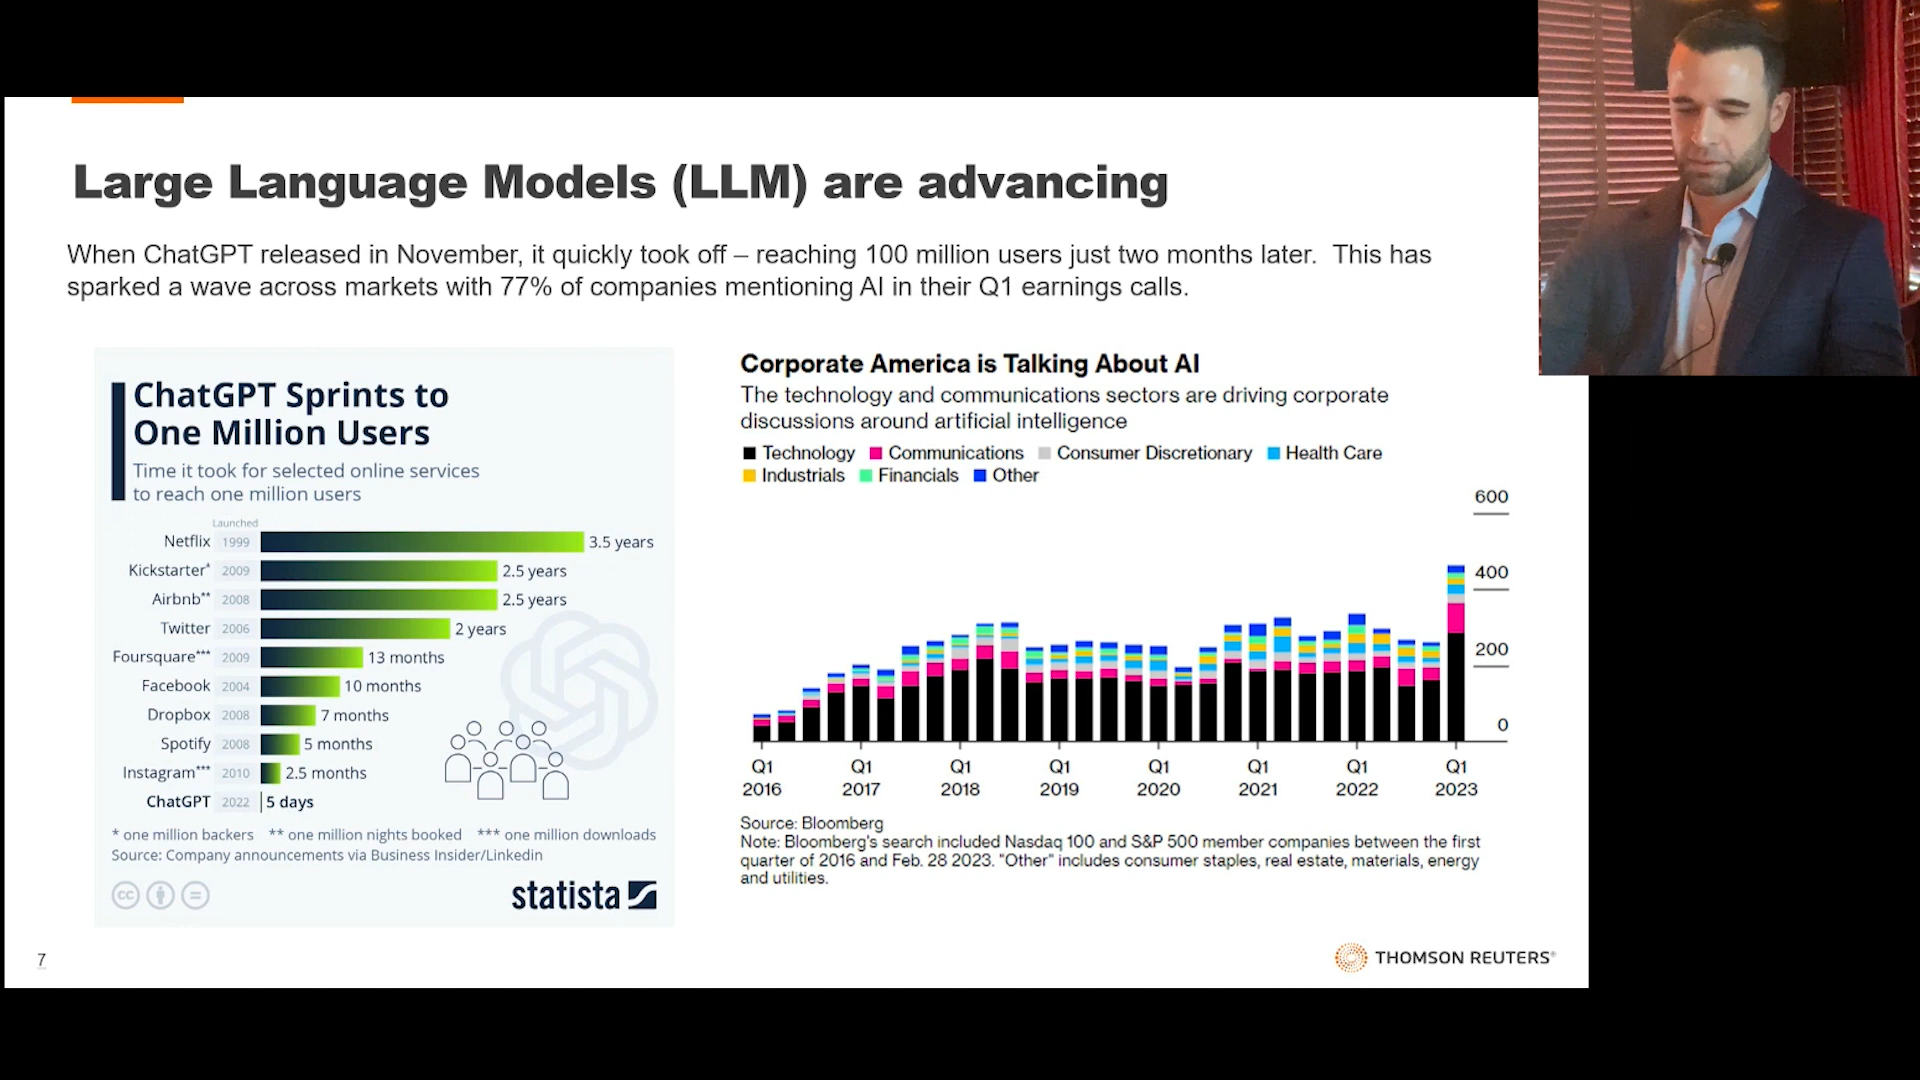 Large Language Models (LLM) are advancing
When ChatGPT released in November, it quickly took off – reaching 100 million users just two months later. This has
sparked a wave across markets with 77% of companies mentioning AI in their Q1 earnings calls.
ChatGPT Sprints to
One Million Users
Time it took for selected online services
to reach one million users
Launched
Netflix 1999 3.5 years
Kickstarter* 2009 2.5 years
Airbnb** 2008 2.5 years
Twitter 2006 2 years
Foursquare*** 2009 13 months
Facebook 2004 10 months
Dropbox 2008 7 months
Spotify 2008 5 months
Instagram*** 2010 2.5 months
ChatGPT 2022 5 days
* one million backers ** one million nights booked *** one million downloads
Source: Company announcements via Business Insider/Linkedin
cc
statista
Corporate America is Talking About AI
The technology and communications sectors are driving corporate
discussions around artificial intelligence
Technology Communications Consumer Discretionary Health Care
Industrials Financials Other
600
400
200
0
Q1 Q1 Q1 Q1 Q1 Q1 Q1 Q1
2016 2017 2018 2019 2020 2021 2022 2023
Source: Bloomberg
Note: Bloomberg's search included Nasdaq 100 and S&P 500 member companies between the first
quarter of 2016 and Feb. 28 2023. "Other" includes consumer staples, real estate, materials, energy
and utilities.
7
THOMSON REUTERS®